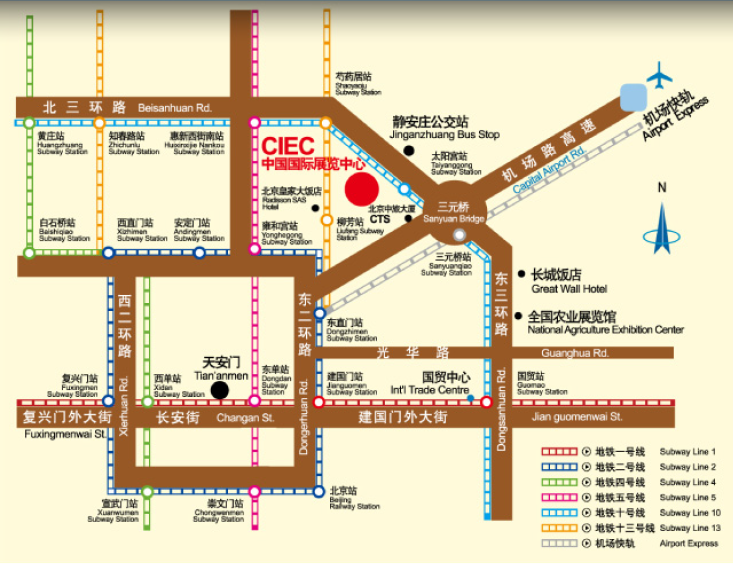 芍药居站
Shaoyaoju
Subway Station
北三环路 Beisanhuan Rd.
机场快轨
Airport Express
黄庄站
Huangzhuang
Subway Station
知春路站
Zhichunlu
Subway Station
惠新西街南站
Huixinxijie Nankou
Subway Station
CIEC
中国国际展览中心
静安庄公交站
Jinganzhuang Bus Stop
太阳宫站
Taiyanggong
Subway Station
机场路高速
Capital Airport Rd.
N
北京皇家大饭店
Radisson SAS
Hotel
北京中旅大厦
CTS
三元桥
Sanyuan Bridge
白石桥站
Baishiqiao
Subway Station
西直门站
Xizhimen
Subway Station
安定门站
Andingmen
Subway Station
雍和宫站
Yonghegong
Subway Station
柳芳站
Liufang Subway
Station
三元桥站
Sanyuanqiao
Subway Station
长城饭店
Great Wall Hotel
西二环路
Xierhuan Rd.
东二环路
Dongerhuan Rd.
东三环路
Dongsanhuan Rd.
全国农业展览馆
National Agriculture Exhibition Center
东直门站
Dongzhimen
Subway Station
光华路 Guanghua Rd.
天安门
Tian'anmen
复兴门站
Fuxingmen
Subway Station
西单站
Xidan
Subway Station
东单站
Dongdan
Subway
Station
建国门站
Jianguomen
Subway Station
国贸中心
Int'l Trade Centre
国贸站
Guomao
Subway Station
复兴门外大街
Fuxingmenwai St.
长安街 Changan St.
建国门外大街 Jian guomenwai St.
宣武门站
Xuanwumen
Subway Station
崇文门站
Chongwenmen
Subway Station
北京站
Beijing
Railway Station
地铁一号线 Subway Line 1
地铁二号线 Subway Line 2
地铁四号线 Subway Line 4
地铁五号线 Subway Line 5
地铁十号线 Subway Line 10
地铁十三号线 Subway Line 13
机场快轨 Airport Express